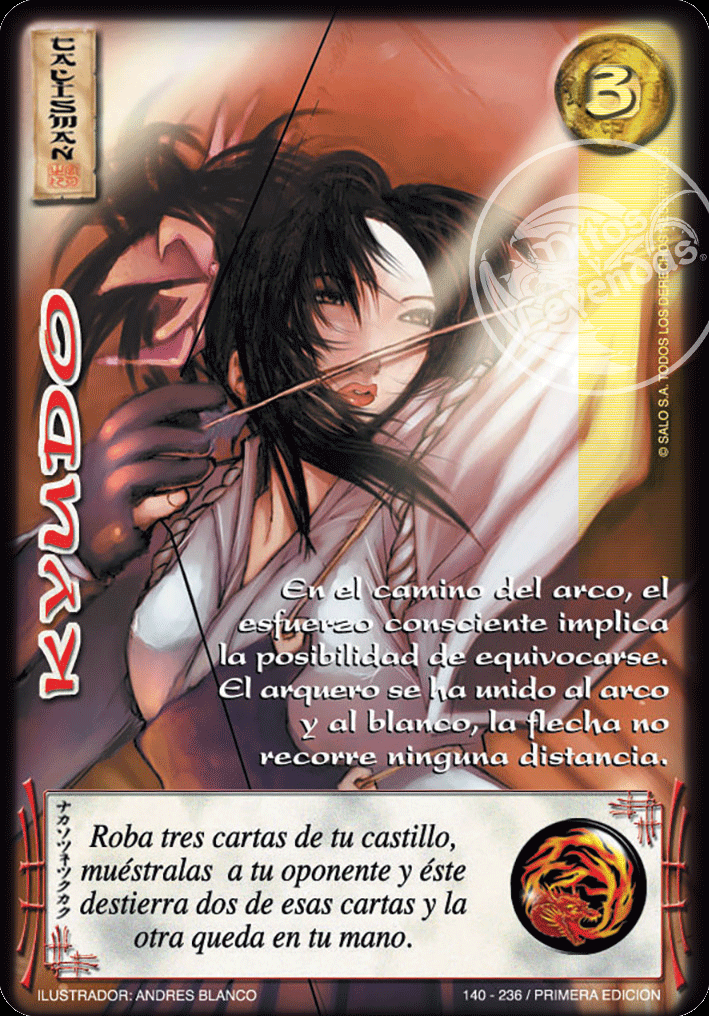 TALISMAN
3
mitos
y
leyendas
®
© SALO S.A. TODOS LOS DERECHOS RESERVADOS
KYUDO
En el camino del arco, el
esfuerzo consciente implica
la posibilidad de equivocarse.
El arquero se ha unido al arco
y al blanco, la flecha no
recorre ninguna distancia.
ナカソツネツクカク
Roba tres cartas de tu castillo,
muéstralas a tu oponente y éste
destierra dos de esas cartas y la
otra queda en tu mano.
ILUSTRADOR: ANDRES BLANCO
140 - 236 / PRIMERA EDICION